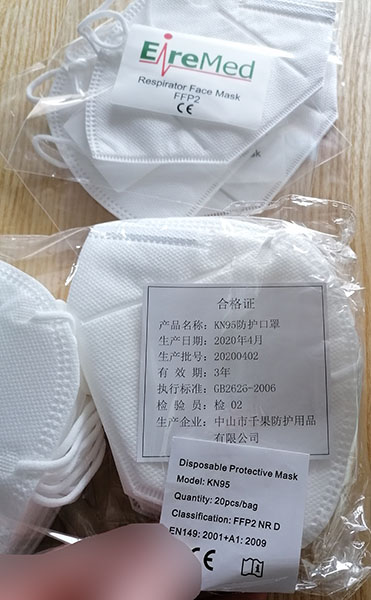 EireMed
Respirator Face Mask
FFP2
CE
合格证
产品名称：KN95防护口罩
生产日期：2020年4月
生产批号：20200402
有 效 期：3年
执行标准：GB2626-2006
检 验 员：检 02
生产企业：中山市千果防护用品
有限公司
Disposable Protective Mask
Model: KN95
Quantity: 20pcs/bag
Classification: FFP2 NR D
EN149: 2001+A1: 2009
CE